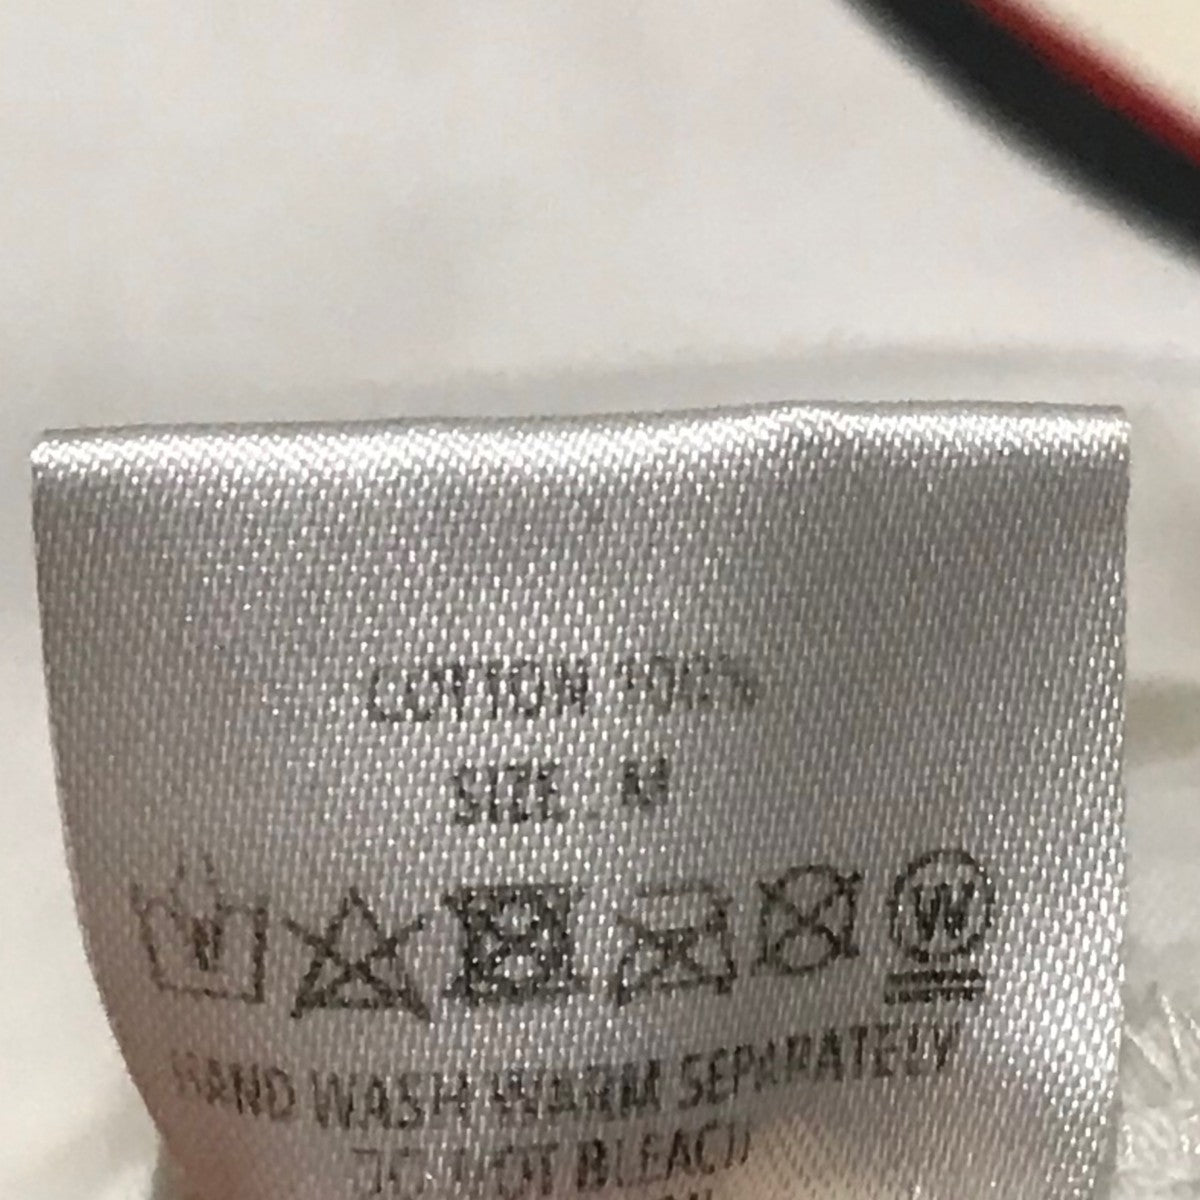 COTTON 100%
SIZE : M
W
HAND WASH WARM SEPARATELY
DO NOT BLEACH